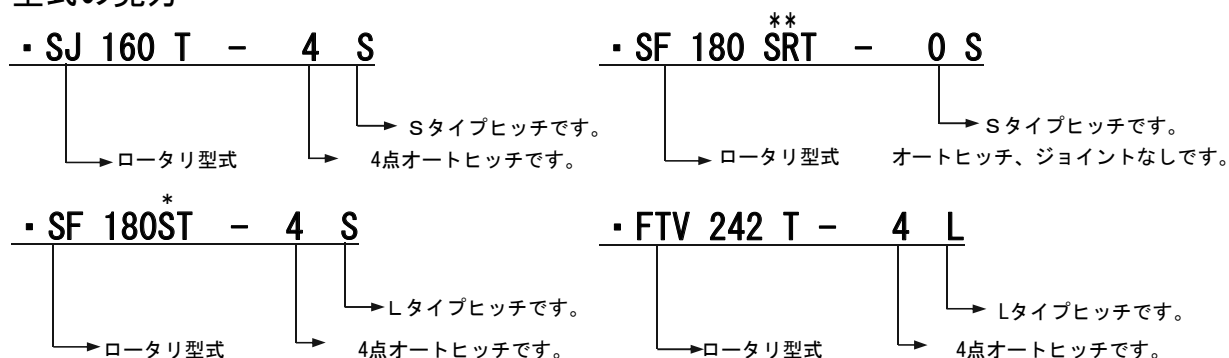 型式の見方
・SJ 160 T － 4 S
Ｓタイプヒッチです。
ロータリ型式 4点オートヒッチです。
**
・SF 180 SRT － 0 S
Ｓタイプヒッチです。
ロータリ型式 オートヒッチ、ジョイントなしです。
*
・SF 180ST － 4 S
Ｌタイプヒッチです。
ロータリ型式 4点オートヒッチです。
・FTV 242 T－ 4 L
Lタイプヒッチです。
ロータリ型式 4点オートヒッチです。